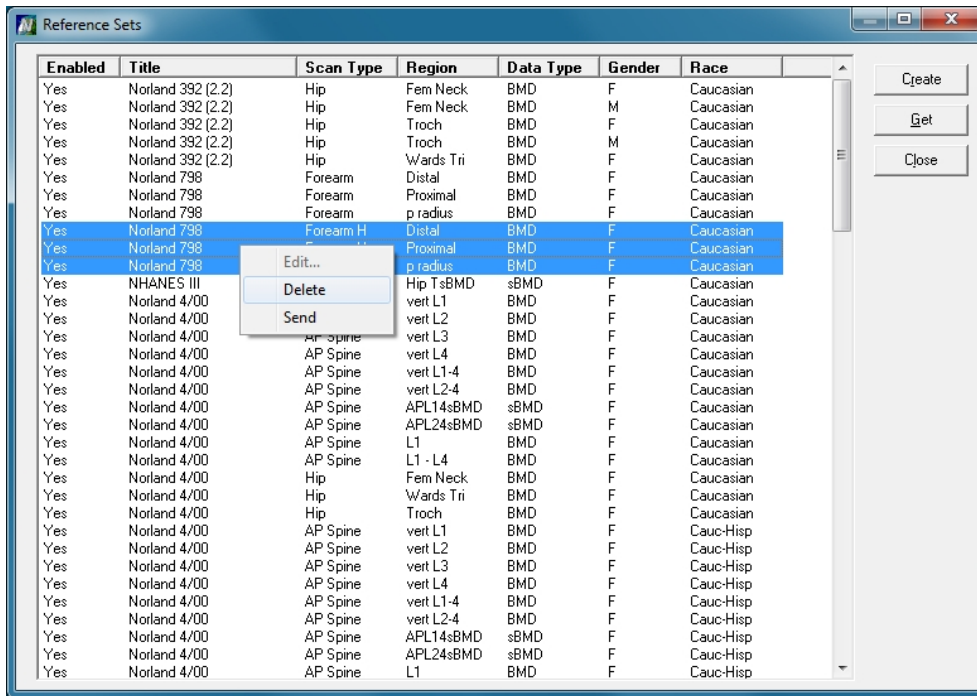 Reference Sets
Enabled Title Scan Type Region Data Type Gender Race
Yes Norland 392 (2.2) Hip Fem Neck BMD F Caucasian
Yes Norland 392 (2.2) Hip Fem Neck BMD M Caucasian
Yes Norland 392 (2.2) Hip Troch BMD F Caucasian
Yes Norland 392 (2.2) Hip Troch BMD M Caucasian
Yes Norland 392 (2.2) Hip Wards Tri BMD F Caucasian
Yes Norland 798 Forearm Distal BMD F Caucasian
Yes Norland 798 Forearm Proximal BMD F Caucasian
Yes Norland 798 Forearm p radius BMD F Caucasian
Yes Norland 798 Forearm H Distal BMD F Caucasian
Yes Norland 798 Proximal BMD F Caucasian
Yes Norland 798 p radius BMD F Caucasian
Yes NHANES III Hip TsBMD sBMD F Caucasian
Yes Norland 4/00 vert L1 BMD F Caucasian
Yes Norland 4/00 vert L2 BMD F Caucasian
Yes Norland 4/00 AP Spine vert L3 BMD F Caucasian
Yes Norland 4/00 AP Spine vert L4 BMD F Caucasian
Yes Norland 4/00 AP Spine vert L1-4 BMD F Caucasian
Yes Norland 4/00 AP Spine vert L2-4 BMD F Caucasian
Yes Norland 4/00 AP Spine APL14sBMD sBMD F Caucasian
Yes Norland 4/00 AP Spine APL24sBMD sBMD F Caucasian
Yes Norland 4/00 AP Spine L1 BMD F Caucasian
Yes Norland 4/00 AP Spine L1 - L4 BMD F Caucasian
Yes Norland 4/00 Hip Fem Neck BMD F Caucasian
Yes Norland 4/00 Hip Wards Tri BMD F Caucasian
Yes Norland 4/00 Hip Troch BMD F Caucasian
Yes Norland 4/00 AP Spine vert L1 BMD F Cauc-Hisp
Yes Norland 4/00 AP Spine vert L2 BMD F Cauc-Hisp
Yes Norland 4/00 AP Spine vert L3 BMD F Cauc-Hisp
Yes Norland 4/00 AP Spine vert L4 BMD F Cauc-Hisp
Yes Norland 4/00 AP Spine vert L1-4 BMD F Cauc-Hisp
Yes Norland 4/00 AP Spine vert L2-4 BMD F Cauc-Hisp
Yes Norland 4/00 AP Spine APL14sBMD sBMD F Cauc-Hisp
Yes Norland 4/00 AP Spine APL24sBMD sBMD F Cauc-Hisp
Yes Norland 4/00 AP Spine L1 BMD F Cauc-Hisp
Edit...
Delete
Send
Create
Get
Close